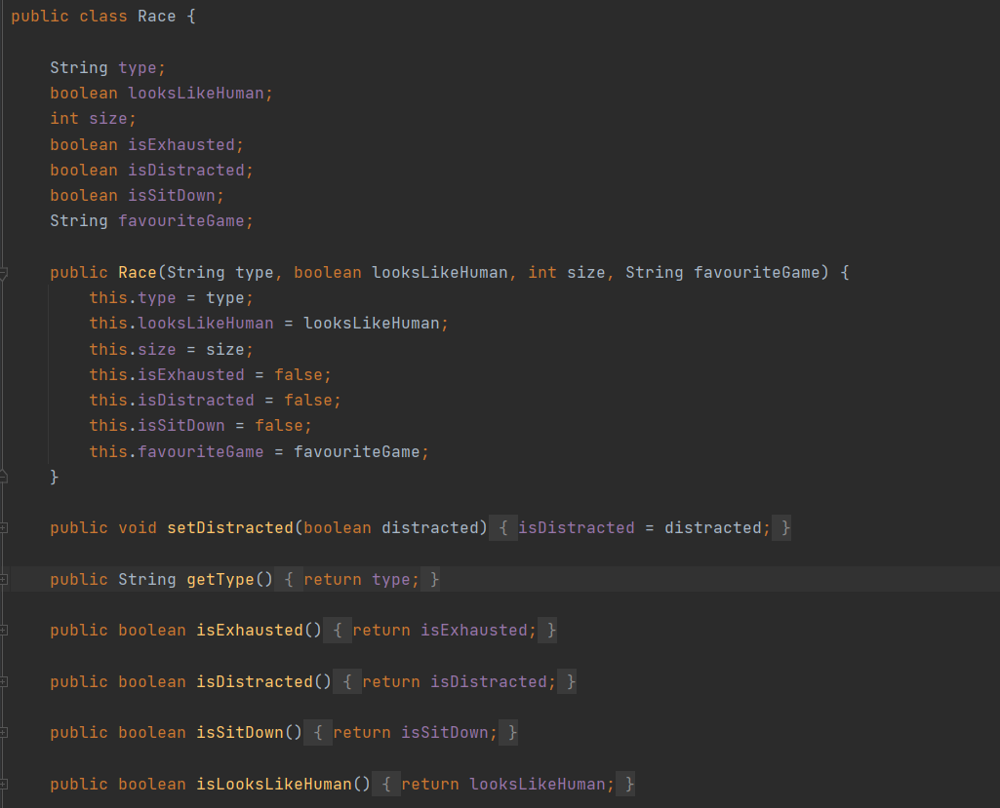 public class Race {
String type;
boolean looksLikeHuman;
int size;
boolean isExhausted;
boolean isDistracted;
boolean isSitDown;
String favouriteGame;
public Race(String type, boolean looksLikeHuman, int size, String favouriteGame) {
this.type = type;
this.looksLikeHuman = looksLikeHuman;
this.size = size;
this.isExhausted = false;
this.isDistracted = false;
this.isSitDown = false;
this.favouriteGame = favouriteGame;
}
public void setDistracted(boolean distracted) { isDistracted = distracted; }
public String getType() { return type; }
public boolean isExhausted() { return isExhausted; }
public boolean isDistracted() { return isDistracted; }
public boolean isSitDown() { return isSitDown; }
public boolean isLooksLikeHuman() { return looksLikeHuman; }